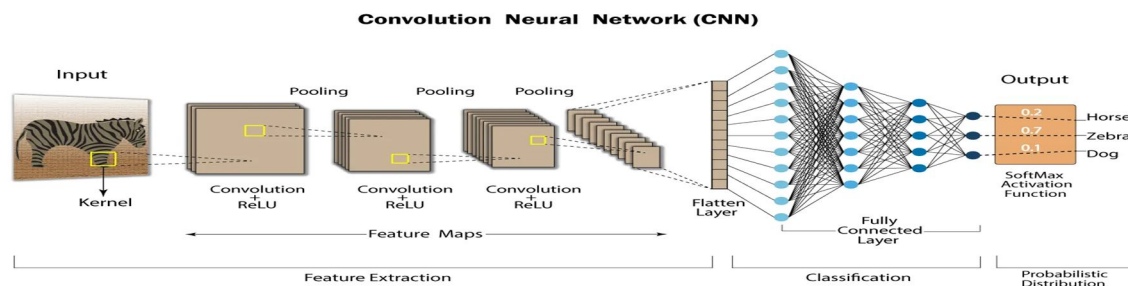 Convolution Neural Network (CNN)
Input
Pooling
Pooling
Pooling
Output
0.2
0.7
0.1
Horse
Zebra
Dog
Kernel
Convolution
+
ReLU
Convolution
+
ReLU
Convolution
+
ReLU
Flatten
Layer
SoftMax
Activation
Function
Feature Maps
Fully
Connected
Layer
Feature Extraction
Classification
Probabilistic
Distribution